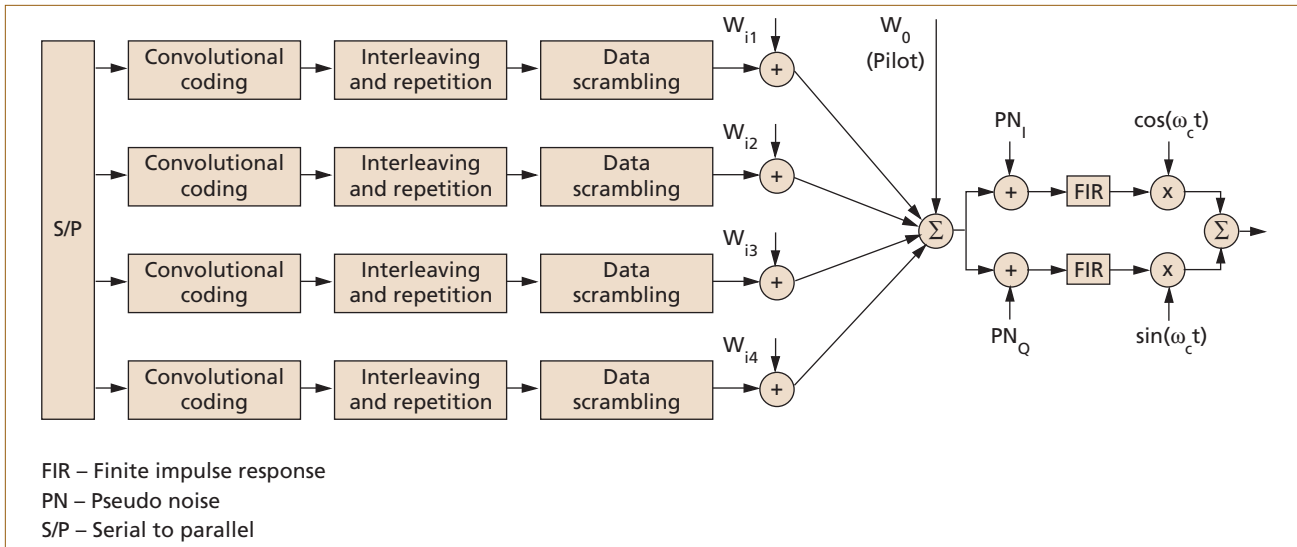 S/P
Convolutional
coding
Interleaving
and repetition
Data
scrambling
W_i1
+
Convolutional
coding
Interleaving
and repetition
Data
scrambling
W_i2
+
Convolutional
coding
Interleaving
and repetition
Data
scrambling
W_i3
+
Convolutional
coding
Interleaving
and repetition
Data
scrambling
W_i4
+
W_0
(Pilot)
Σ
PN_I
+
FIR
cos(ω_c t)
x
PN_Q
+
FIR
sin(ω_c t)
x
Σ
FIR – Finite impulse response
PN – Pseudo noise
S/P – Serial to parallel